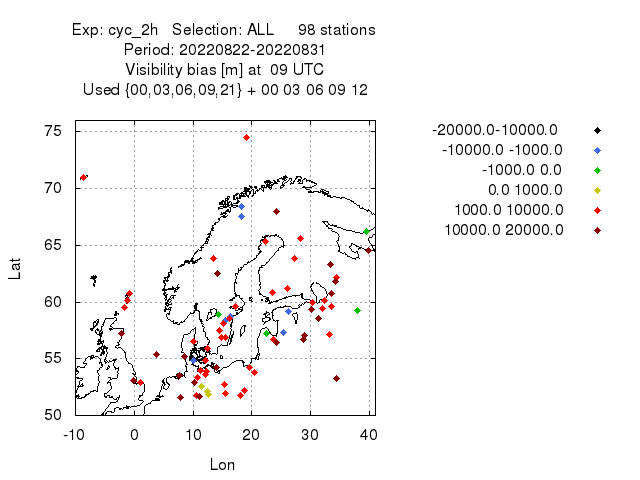 Exp: cyc_2h   Selection: ALL     98 stations
Period: 20220822-20220831
Visibility bias [m] at  09 UTC
Used {00,03,06,09,21} + 00 03 06 09 12
75
70
65
60
55
50
-10 0 10 20 30 40
Lat
Lon
-20000.0-10000.0
-10000.0 -1000.0
-1000.0 0.0
0.0 1000.0
1000.0 10000.0
10000.0 20000.0